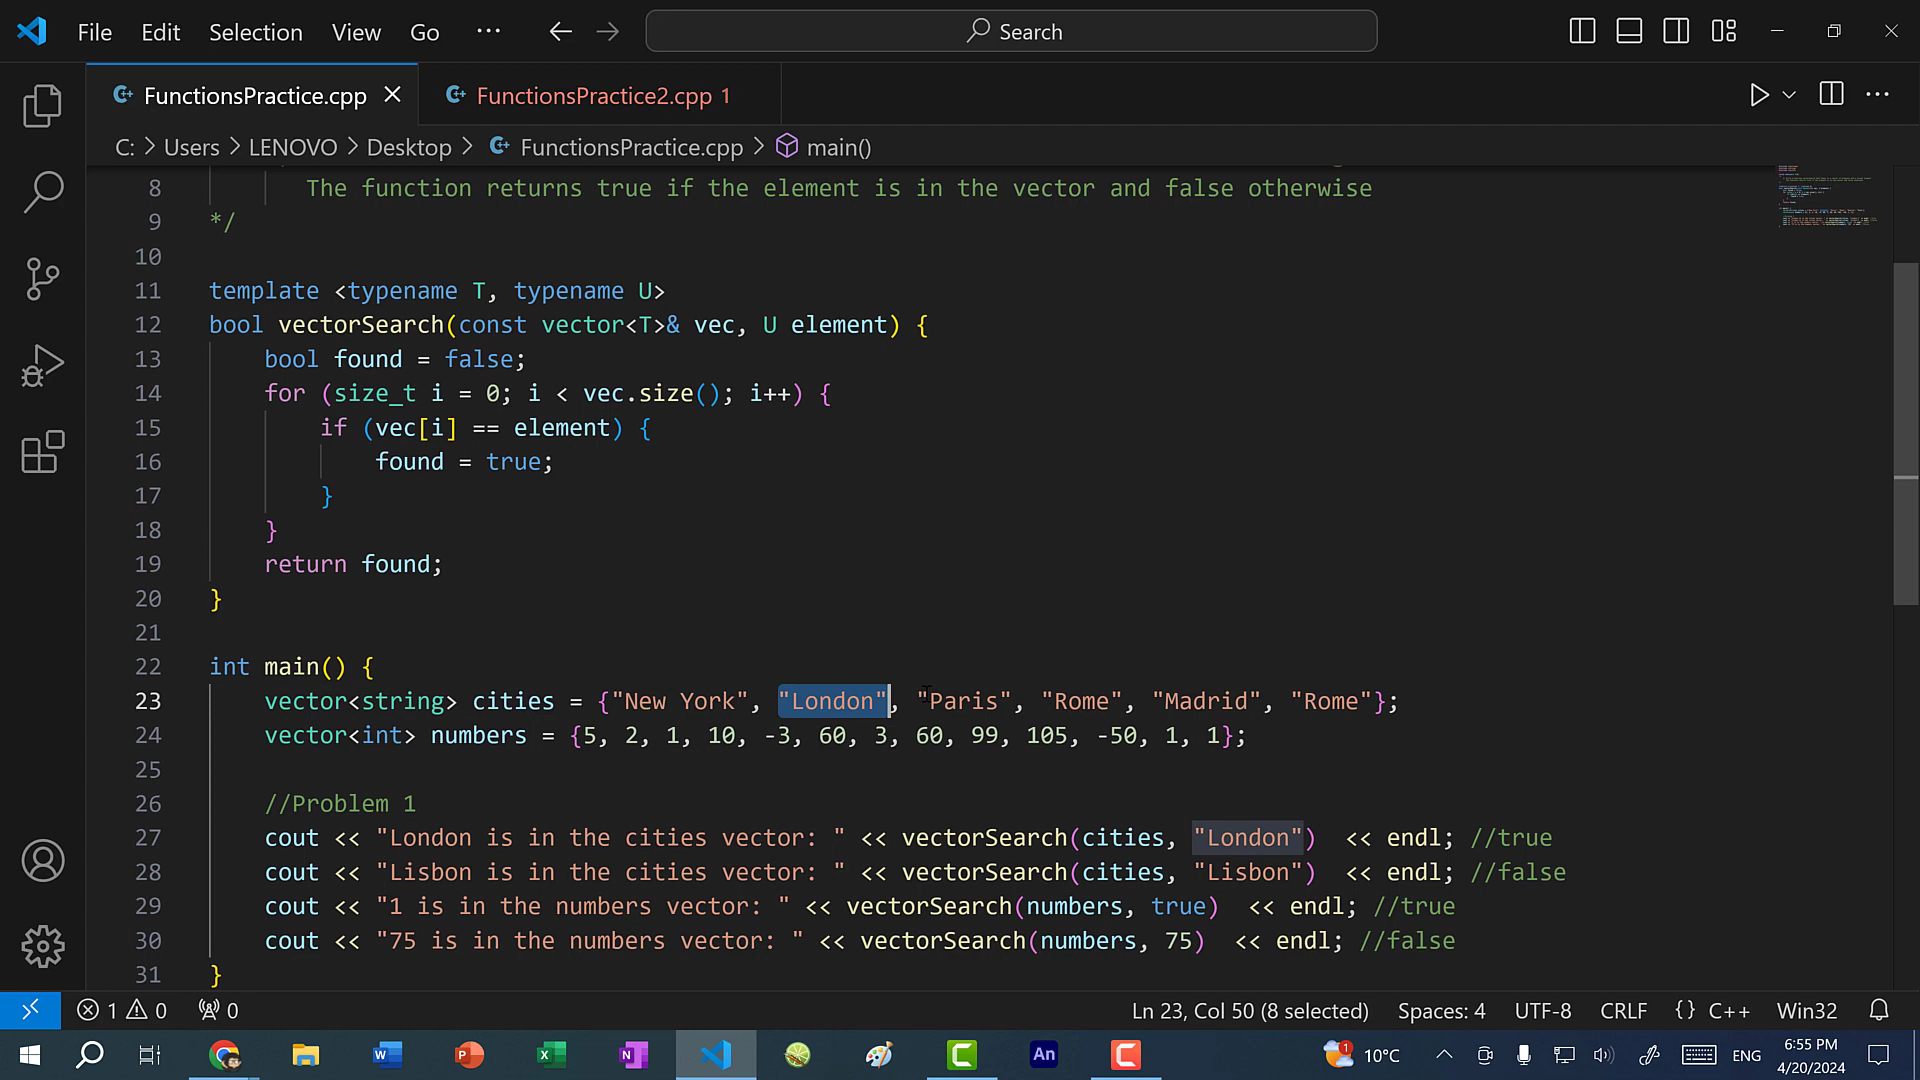 File Edit Selection View Go ··· Search
FunctionsPractice.cpp FunctionsPractice2.cpp 1
C: > Users > LENOVO > Desktop > FunctionsPractice.cpp > main()
8 The function returns true if the element is in the vector and false otherwise
9 */
10
11 template <typename T, typename U>
12 bool vectorSearch(const vector<T>& vec, U element) {
13 bool found = false;
14 for (size_t i = 0; i < vec.size(); i++) {
15 if (vec[i] == element) {
16 found = true;
17 }
18 }
19 return found;
20 }
21
22 int main() {
23 vector<string> cities = {"New York", "London", "Paris", "Rome", "Madrid", "Rome"};
24 vector<int> numbers = {5, 2, 1, 10, -3, 60, 3, 60, 99, 105, -50, 1, 1};
25
26 //Problem 1
27 cout << "London is in the cities vector: " << vectorSearch(cities, "London") << endl; //true
28 cout << "Lisbon is in the cities vector: " << vectorSearch(cities, "Lisbon") << endl; //false
29 cout << "1 is in the numbers vector: " << vectorSearch(numbers, true) << endl; //true
30 cout << "75 is in the numbers vector: " << vectorSearch(numbers, 75) << endl; //false
31 }
1 0 0 Ln 23, Col 50 (8 selected) Spaces: 4 UTF-8 CRLF {} C++ Win32
W P X N An C C 1 10°C ENG 6:55 PM
4/20/2024